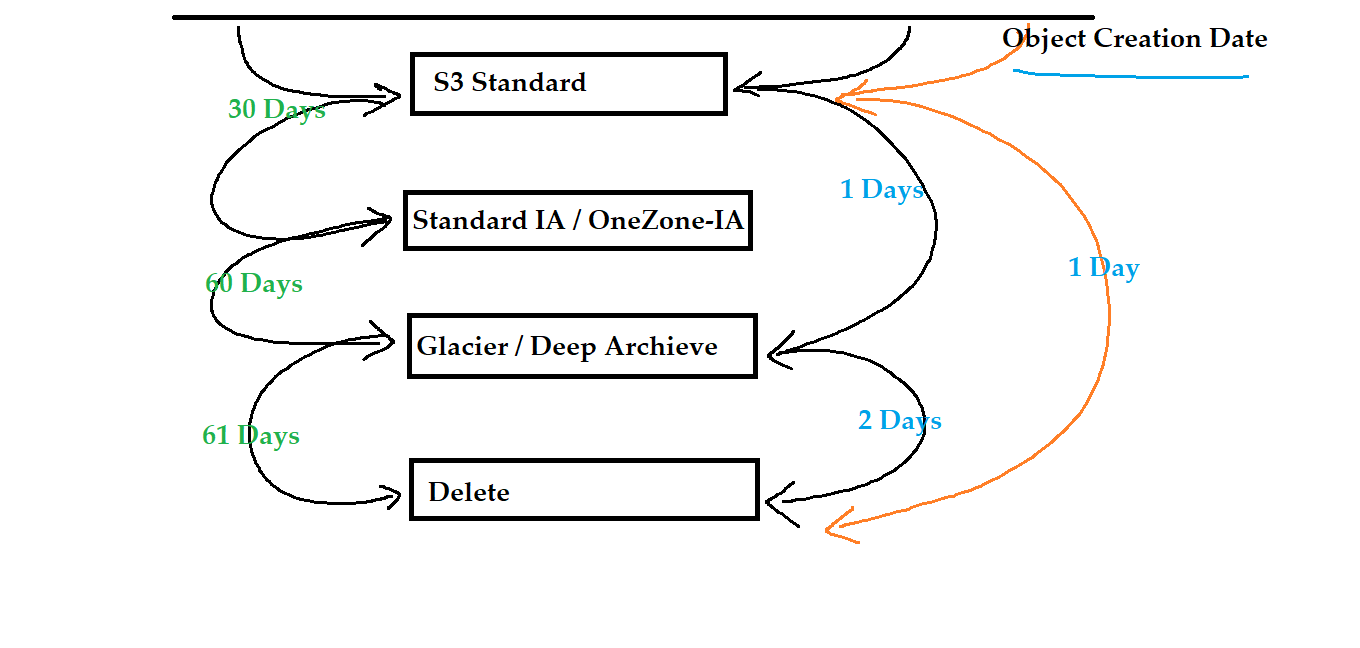 Object Creation Date
S3 Standard
30 Days
1 Days
Standard IA / OneZone-IA
1 Day
60 Days
Glacier / Deep Archieve
2 Days
61 Days
Delete